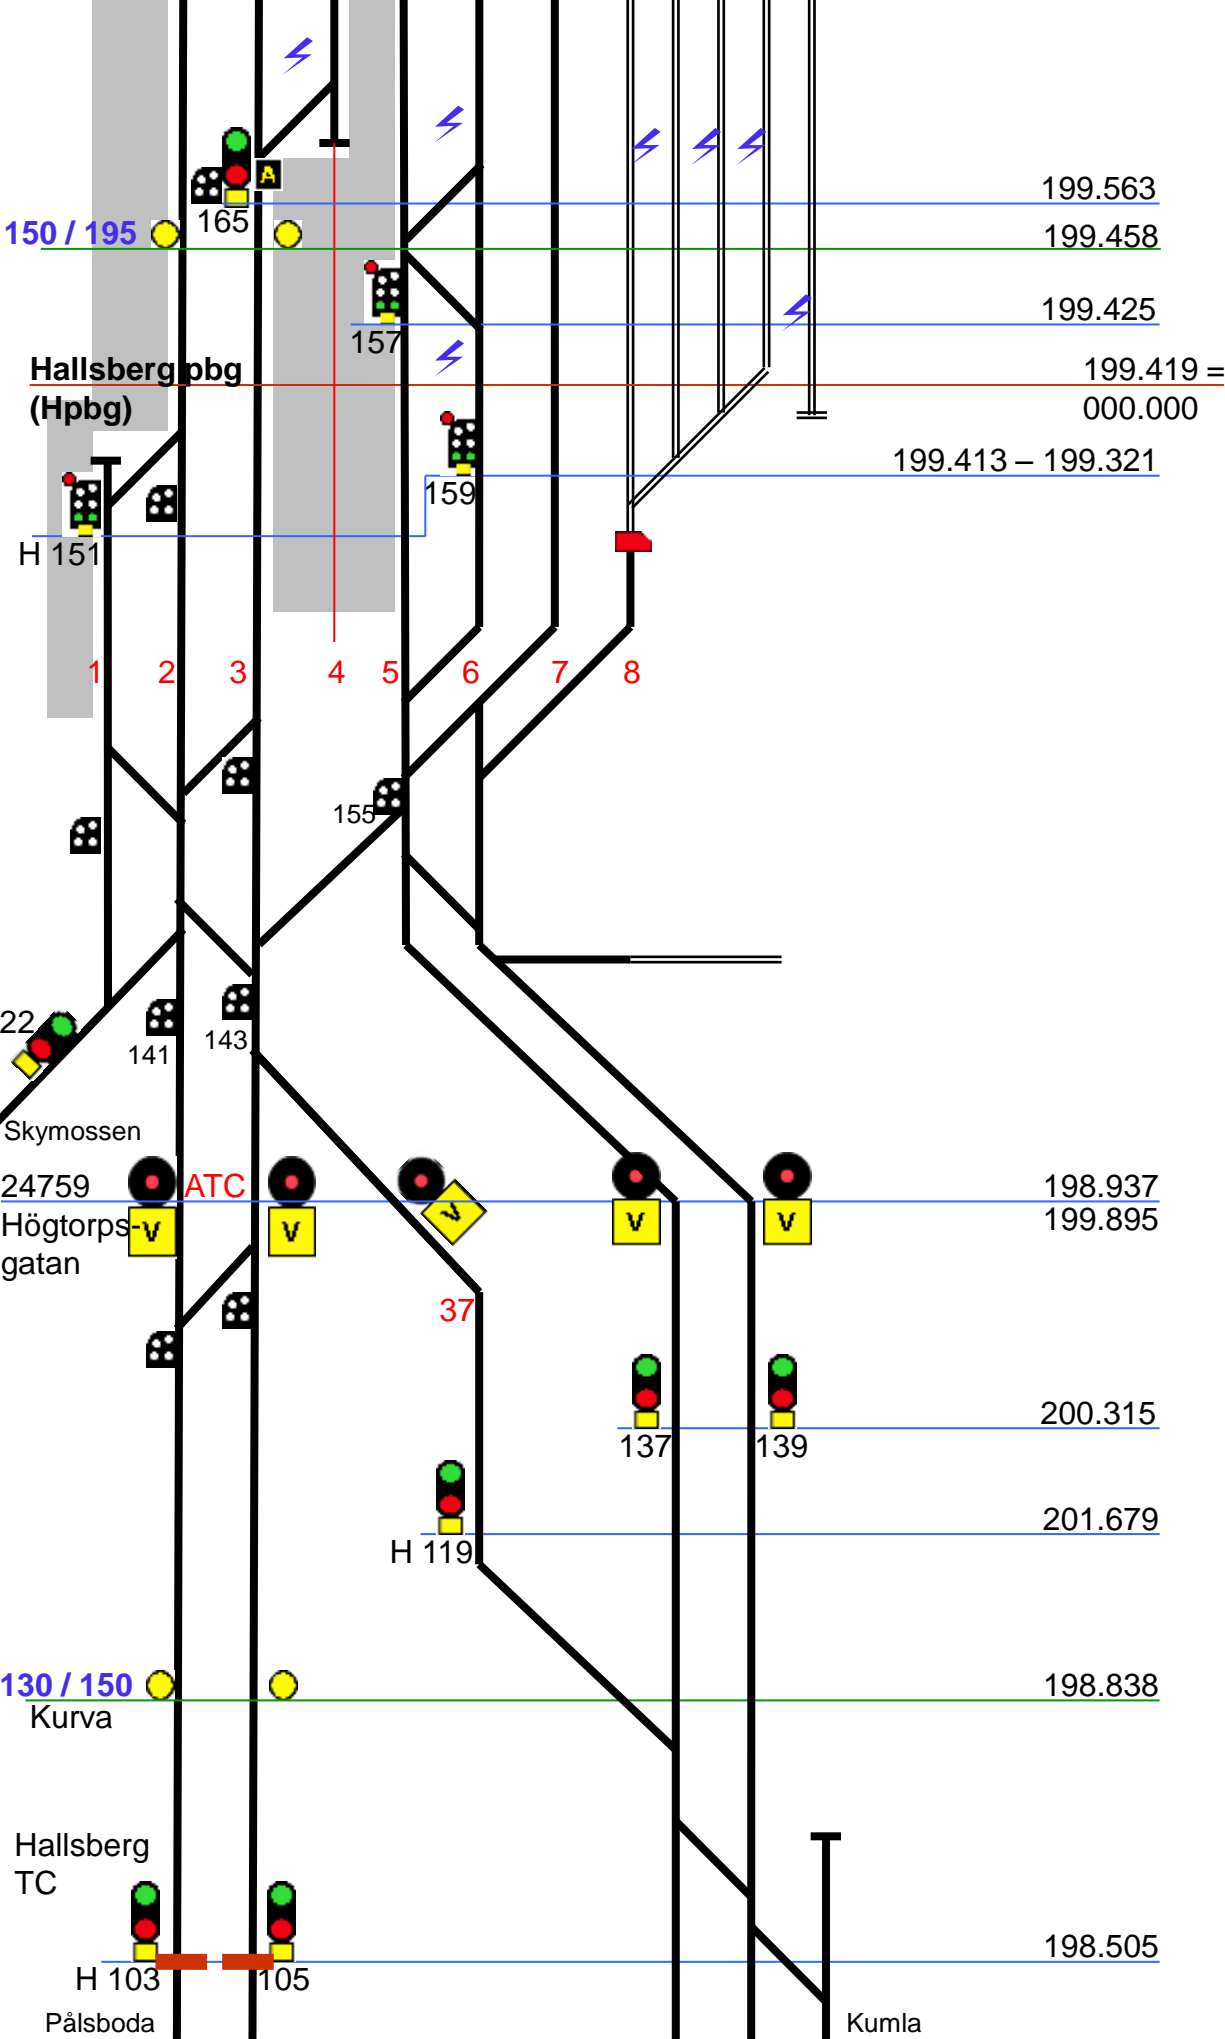 A
199.563
165
150 / 195
199.458
199.425
157
Hallsberg pbg
199.419 =
(Hpbg)
000.000
199.413 – 199.321
159
H 151
1 2 3 4 5 6 7 8
155
22
143
141
Skymossen
24759
ATC
198.937
Högtorps-
gatan
V V V V V
199.895
37
200.315
137
139
201.679
H 119
130 / 150
198.838
Kurva
Hallsberg
TC
198.505
H 103
105
Pålsboda
Kumla